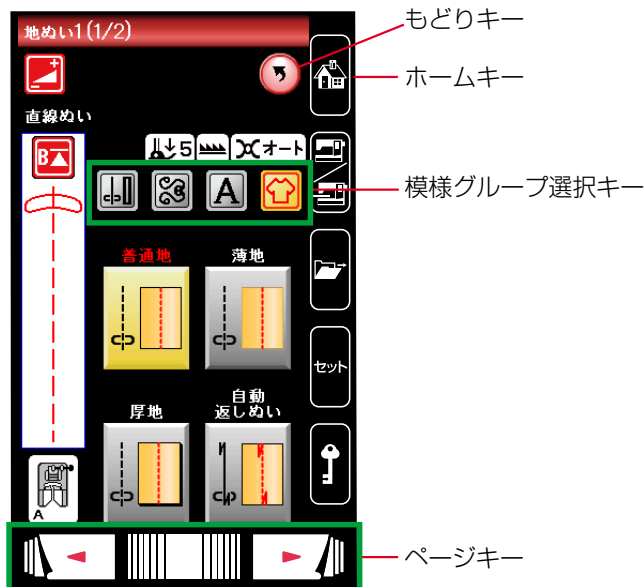 地ぬい1(1/2)
もどりキー
ホームキー
直線ぬい
B
5
オート
A
模様グループ選択キー
普通地
薄地
セット
厚地
自動
返しぬい
A
ページキー